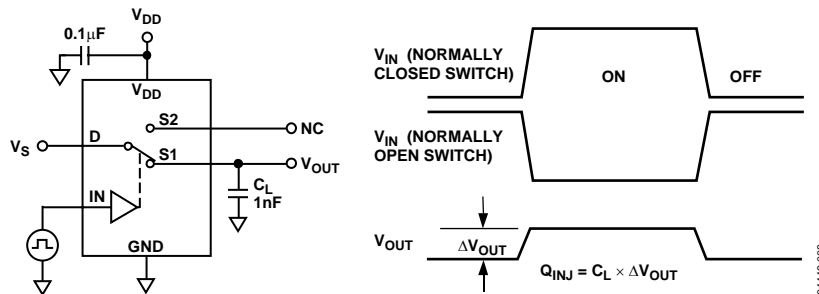 VDD
0.1µF
VDD
S2
NC
VS
D
S1
VOUT
IN
CL
1nF
GND
VIN (NORMALLY
CLOSED SWITCH)
ON
OFF
VIN (NORMALLY
OPEN SWITCH)
VOUT
ΔVOUT
QINJ = CL × ΔVOUT